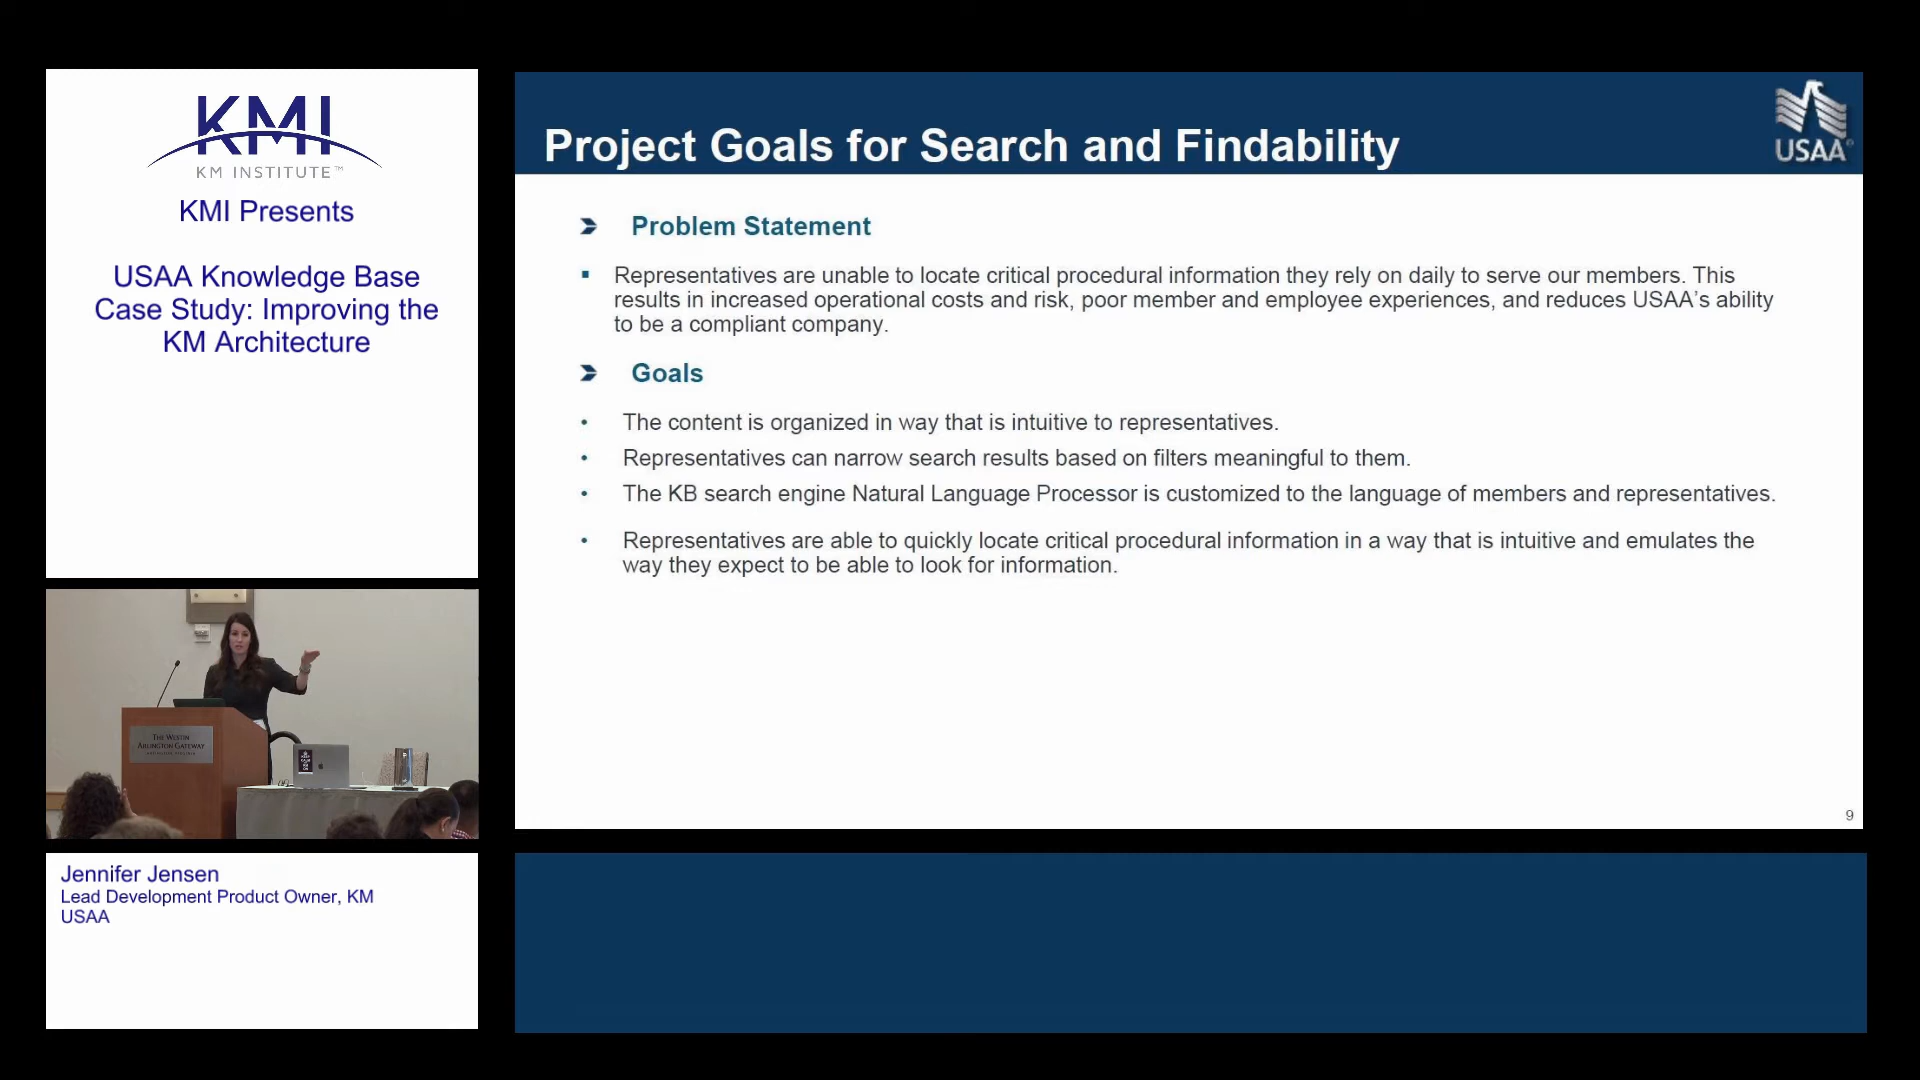 KMI
KM INSTITUTE™
KMI Presents
USAA Knowledge Base
Case Study: Improving the
KM Architecture
THE WESTIN
ARLINGTON GATEWAY
Jennifer Jensen
Lead Development Product Owner, KM
USAA
Project Goals for Search and Findability
USAA®
Problem Statement
Representatives are unable to locate critical procedural information they rely on daily to serve our members. This
results in increased operational costs and risk, poor member and employee experiences, and reduces USAA's ability
to be a compliant company.
Goals
The content is organized in way that is intuitive to representatives.
Representatives can narrow search results based on filters meaningful to them.
The KB search engine Natural Language Processor is customized to the language of members and representatives.
Representatives are able to quickly locate critical procedural information in a way that is intuitive and emulates the
way they expect to be able to look for information.
9